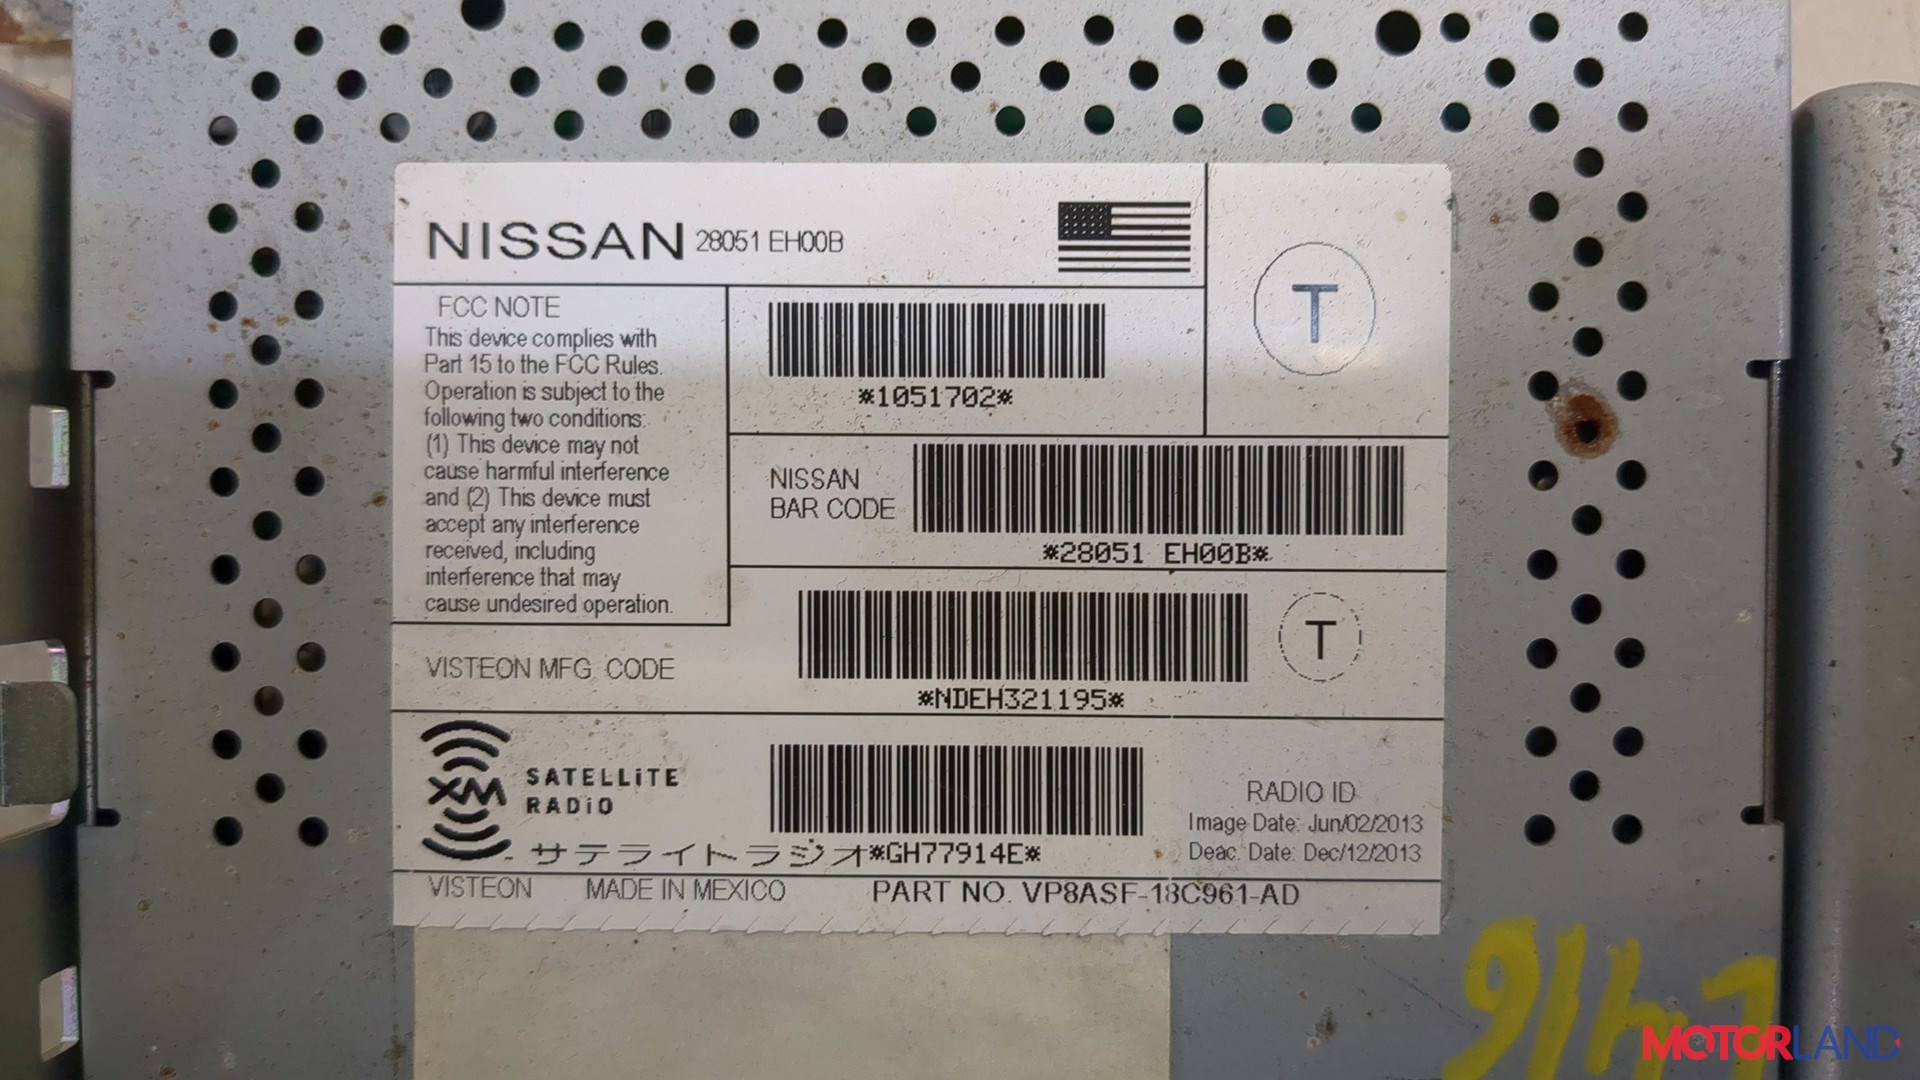 NISSAN 28051 EH00B
T
FCC NOTE
This device complies with
Part 15 to the FCC Rules.
Operation is subject to the
following two conditions:
(1) This device may not
cause harmful interference
and (2) This device must
accept any interference
received, including
interference that may
cause undesired operation.
*1051702*
NISSAN
BAR CODE
*28051 EH00B*
VISTEON MFG CODE
*NDEH321195*
T
XM SATELLiTE
RADiO
サテライトラジオ *GH77914E*
RADIO ID
Image Date: Jun/02/2013
Deac. Date: Dec/12/2013
VISTEON MADE IN MEXICO PART NO. VP8ASF-18C961-AD
MOTORLAND